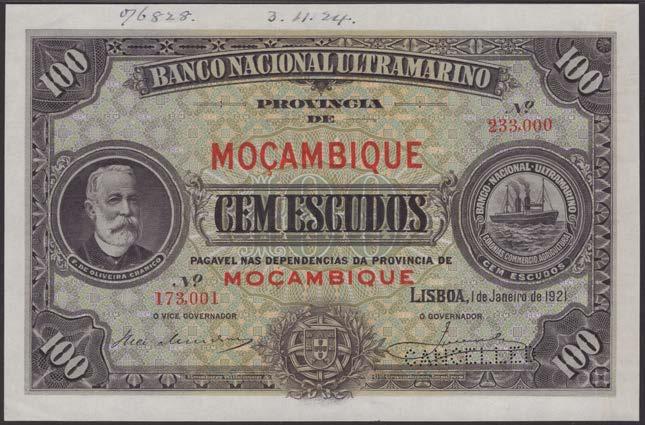 076828. 3.11.24.
100 100
BANCO NACIONAL ULTRAMARINO
PROVINCIA
DE
Nº
233,000
MOÇAMBIQUE
BANCO·NACIONAL·ULTRAMARINO
COLONIAS COMMERCIO AGRICULTURA
CEM ESCUDOS
CEM ESCUDOS
F. DE OLIVEIRA CHAMIÇO
PAGAVEL NAS DEPENDENCIAS DA PROVINCIA DE
MOÇAMBIQUE
Nº
173,001
LISBOA, 1 de Janeiro de 1921
O VICE GOVERNADOR
O GOVERNADOR
CANCELLED
100 100